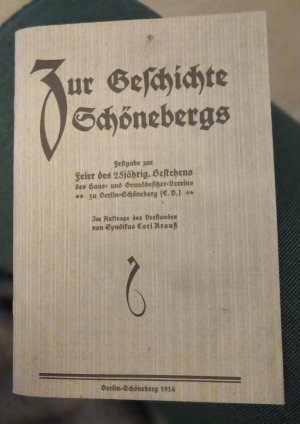 Zur Geschichte
Schönebergs
Festgabe zur
Feier des 25jährig. Bestehens
des Haus- und Grundbesitzer-Vereins
zu Berlin-Schöneberg (E. V.)
Im Auftrage des Vorstandes
von Syndikus Carl Krauß
Berlin-Schöneberg 1914